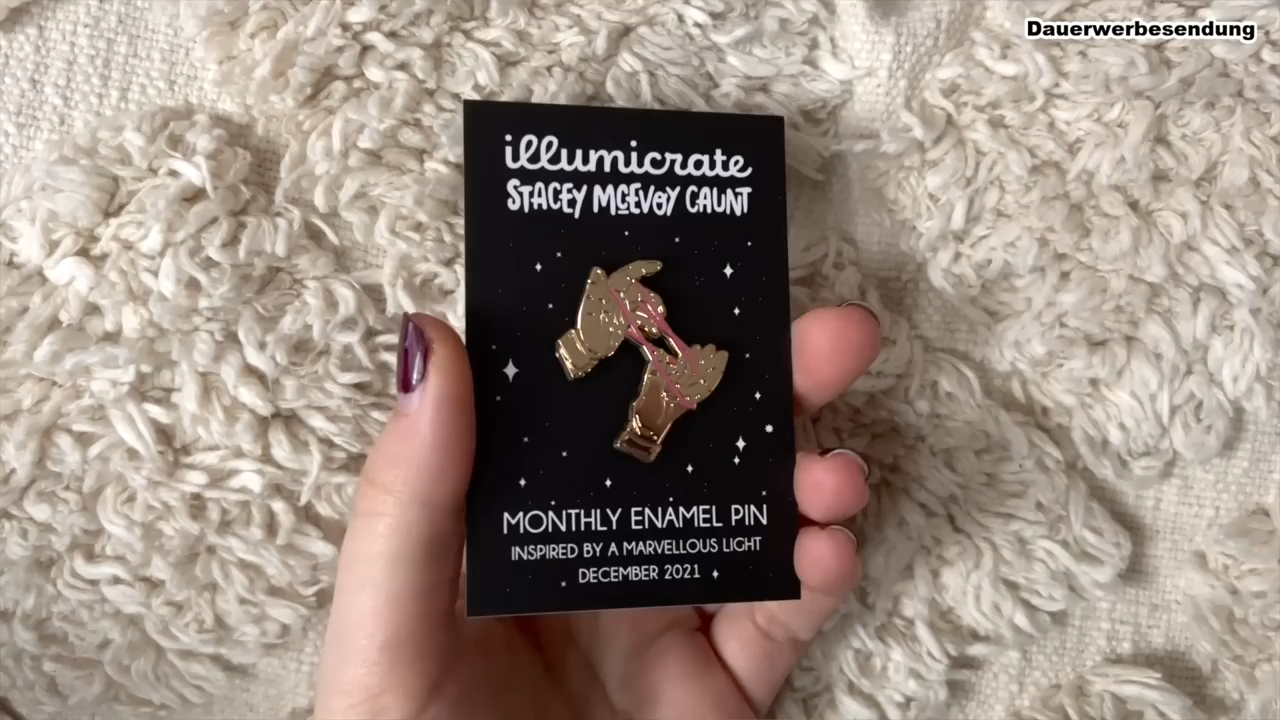 Dauerwerbesendung
illumicrate
STACEY MCEVOY CAUNT
MONTHLY ENAMEL PIN
INSPIRED BY A MARVELLOUS LIGHT
DECEMBER 2021